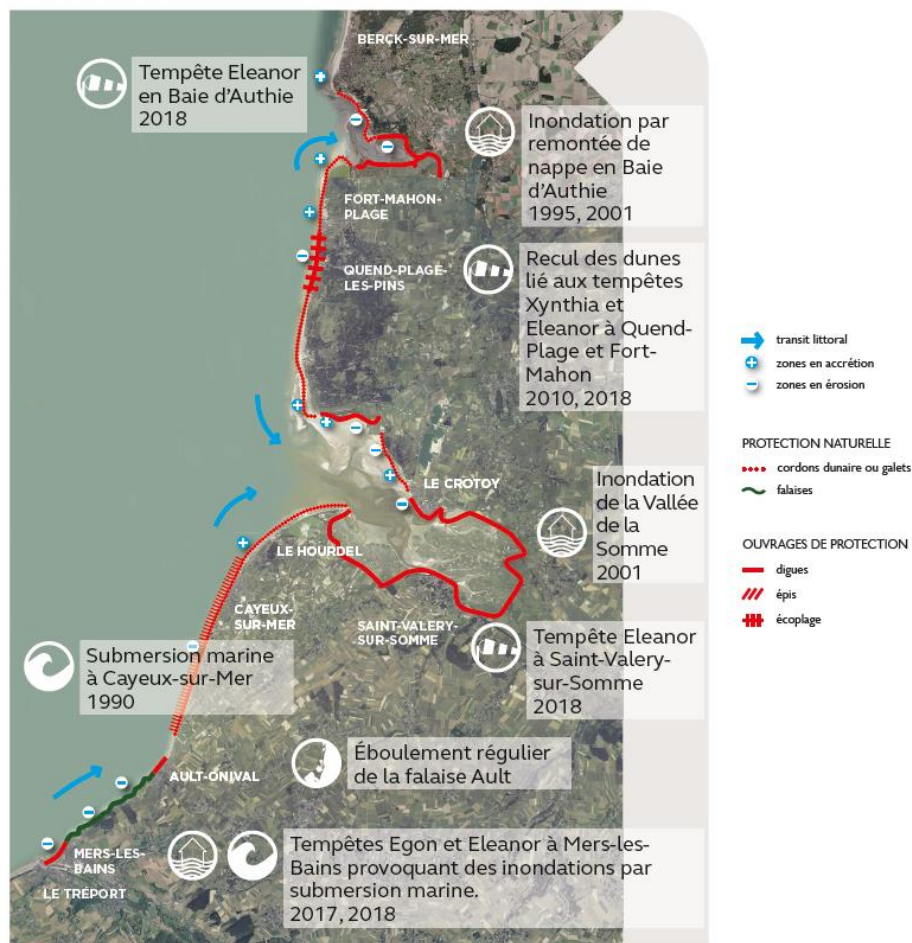 BERCK-SUR-MER
Tempête Eleanor
en Baie d'Authie
2018
Inondation par
remontée de
nappe en Baie
d'Authie
1995, 2001
FORT-MAHON-
PLAGE
QUEND-PLAGE-
LES-PINS
Recul des dunes
lié aux tempêtes
Xynthia et
Eleanor à Quend-
Plage et Fort-
Mahon
2010, 2018
LE CROTOY
Inondation
de la Vallée
de la
Somme
2001
LE HOURDEL
CAYEUX-
SUR-MER
SAINT-VALERY-
SUR-SOMME
Tempête Eleanor
à Saint-Valery-
sur-Somme
2018
Submersion marine
à Cayeux-sur-Mer
1990
AULT-ONIVAL
Éboulement régulier
de la falaise Ault
MERS-LES-
BAINS
LE TRÉPORT
Tempêtes Egon et Eleanor à Mers-les-
Bains provoquant des inondations par
submersion marine.
2017, 2018
transit littoral
zones en accrétion
zones en érosion
PROTECTION NATURELLE
cordons dunaire ou galets
falaises
OUVRAGES DE PROTECTION
digues
épis
écoplage